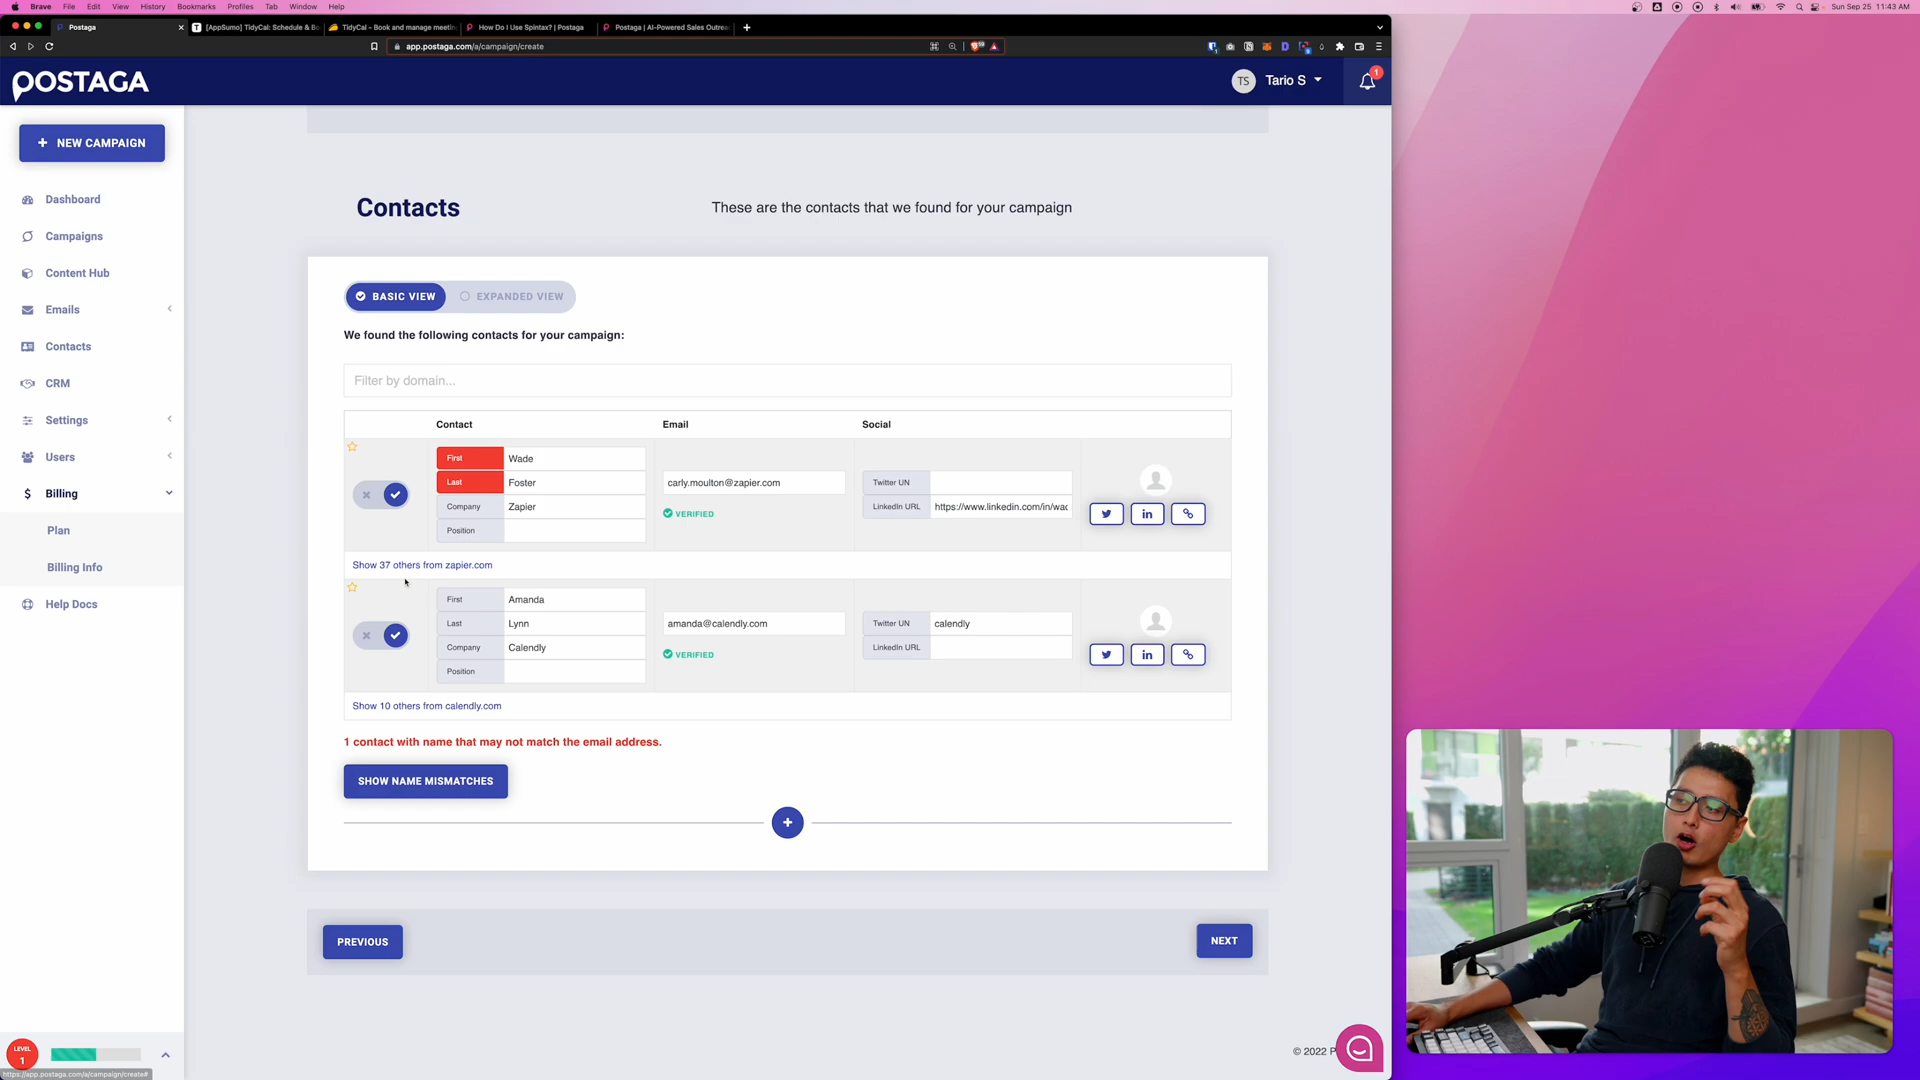 Brave File Edit View History Bookmarks Profiles Tab Window Help
Sun Sep 25 11:43 AM
Postaga
[AppSumo] TidyCal: Schedule & Bo
TidyCal – Book and manage meetin
How Do I Use Spintax? | Postaga
Postaga | AI-Powered Sales Outrea
app.postaga.com/a/campaign/create
POSTAGA
TS
Tario S
1
NEW CAMPAIGN
Dashboard
Campaigns
Content Hub
Emails
Contacts
CRM
Settings
Users
Billing
Plan
Billing Info
Help Docs
Contacts
These are the contacts that we found for your campaign
BASIC VIEW
EXPANDED VIEW
We found the following contacts for your campaign:
Filter by domain...
Contact Email Social
First Wade
Last Foster
Company Zapier
Position
carly.moulton@zapier.com
VERIFIED
Twitter UN
LinkedIn URL https://www.linkedin.com/in/wad
Show 37 others from zapier.com
First Amanda
Last Lynn
Company Calendly
Position
amanda@calendly.com
VERIFIED
Twitter UN calendly
LinkedIn URL
Show 10 others from calendly.com
1 contact with name that may not match the email address.
SHOW NAME MISMATCHES
PREVIOUS
NEXT
LEVEL
1
© 2022 P
https://app.postaga.com/a/campaign/create#